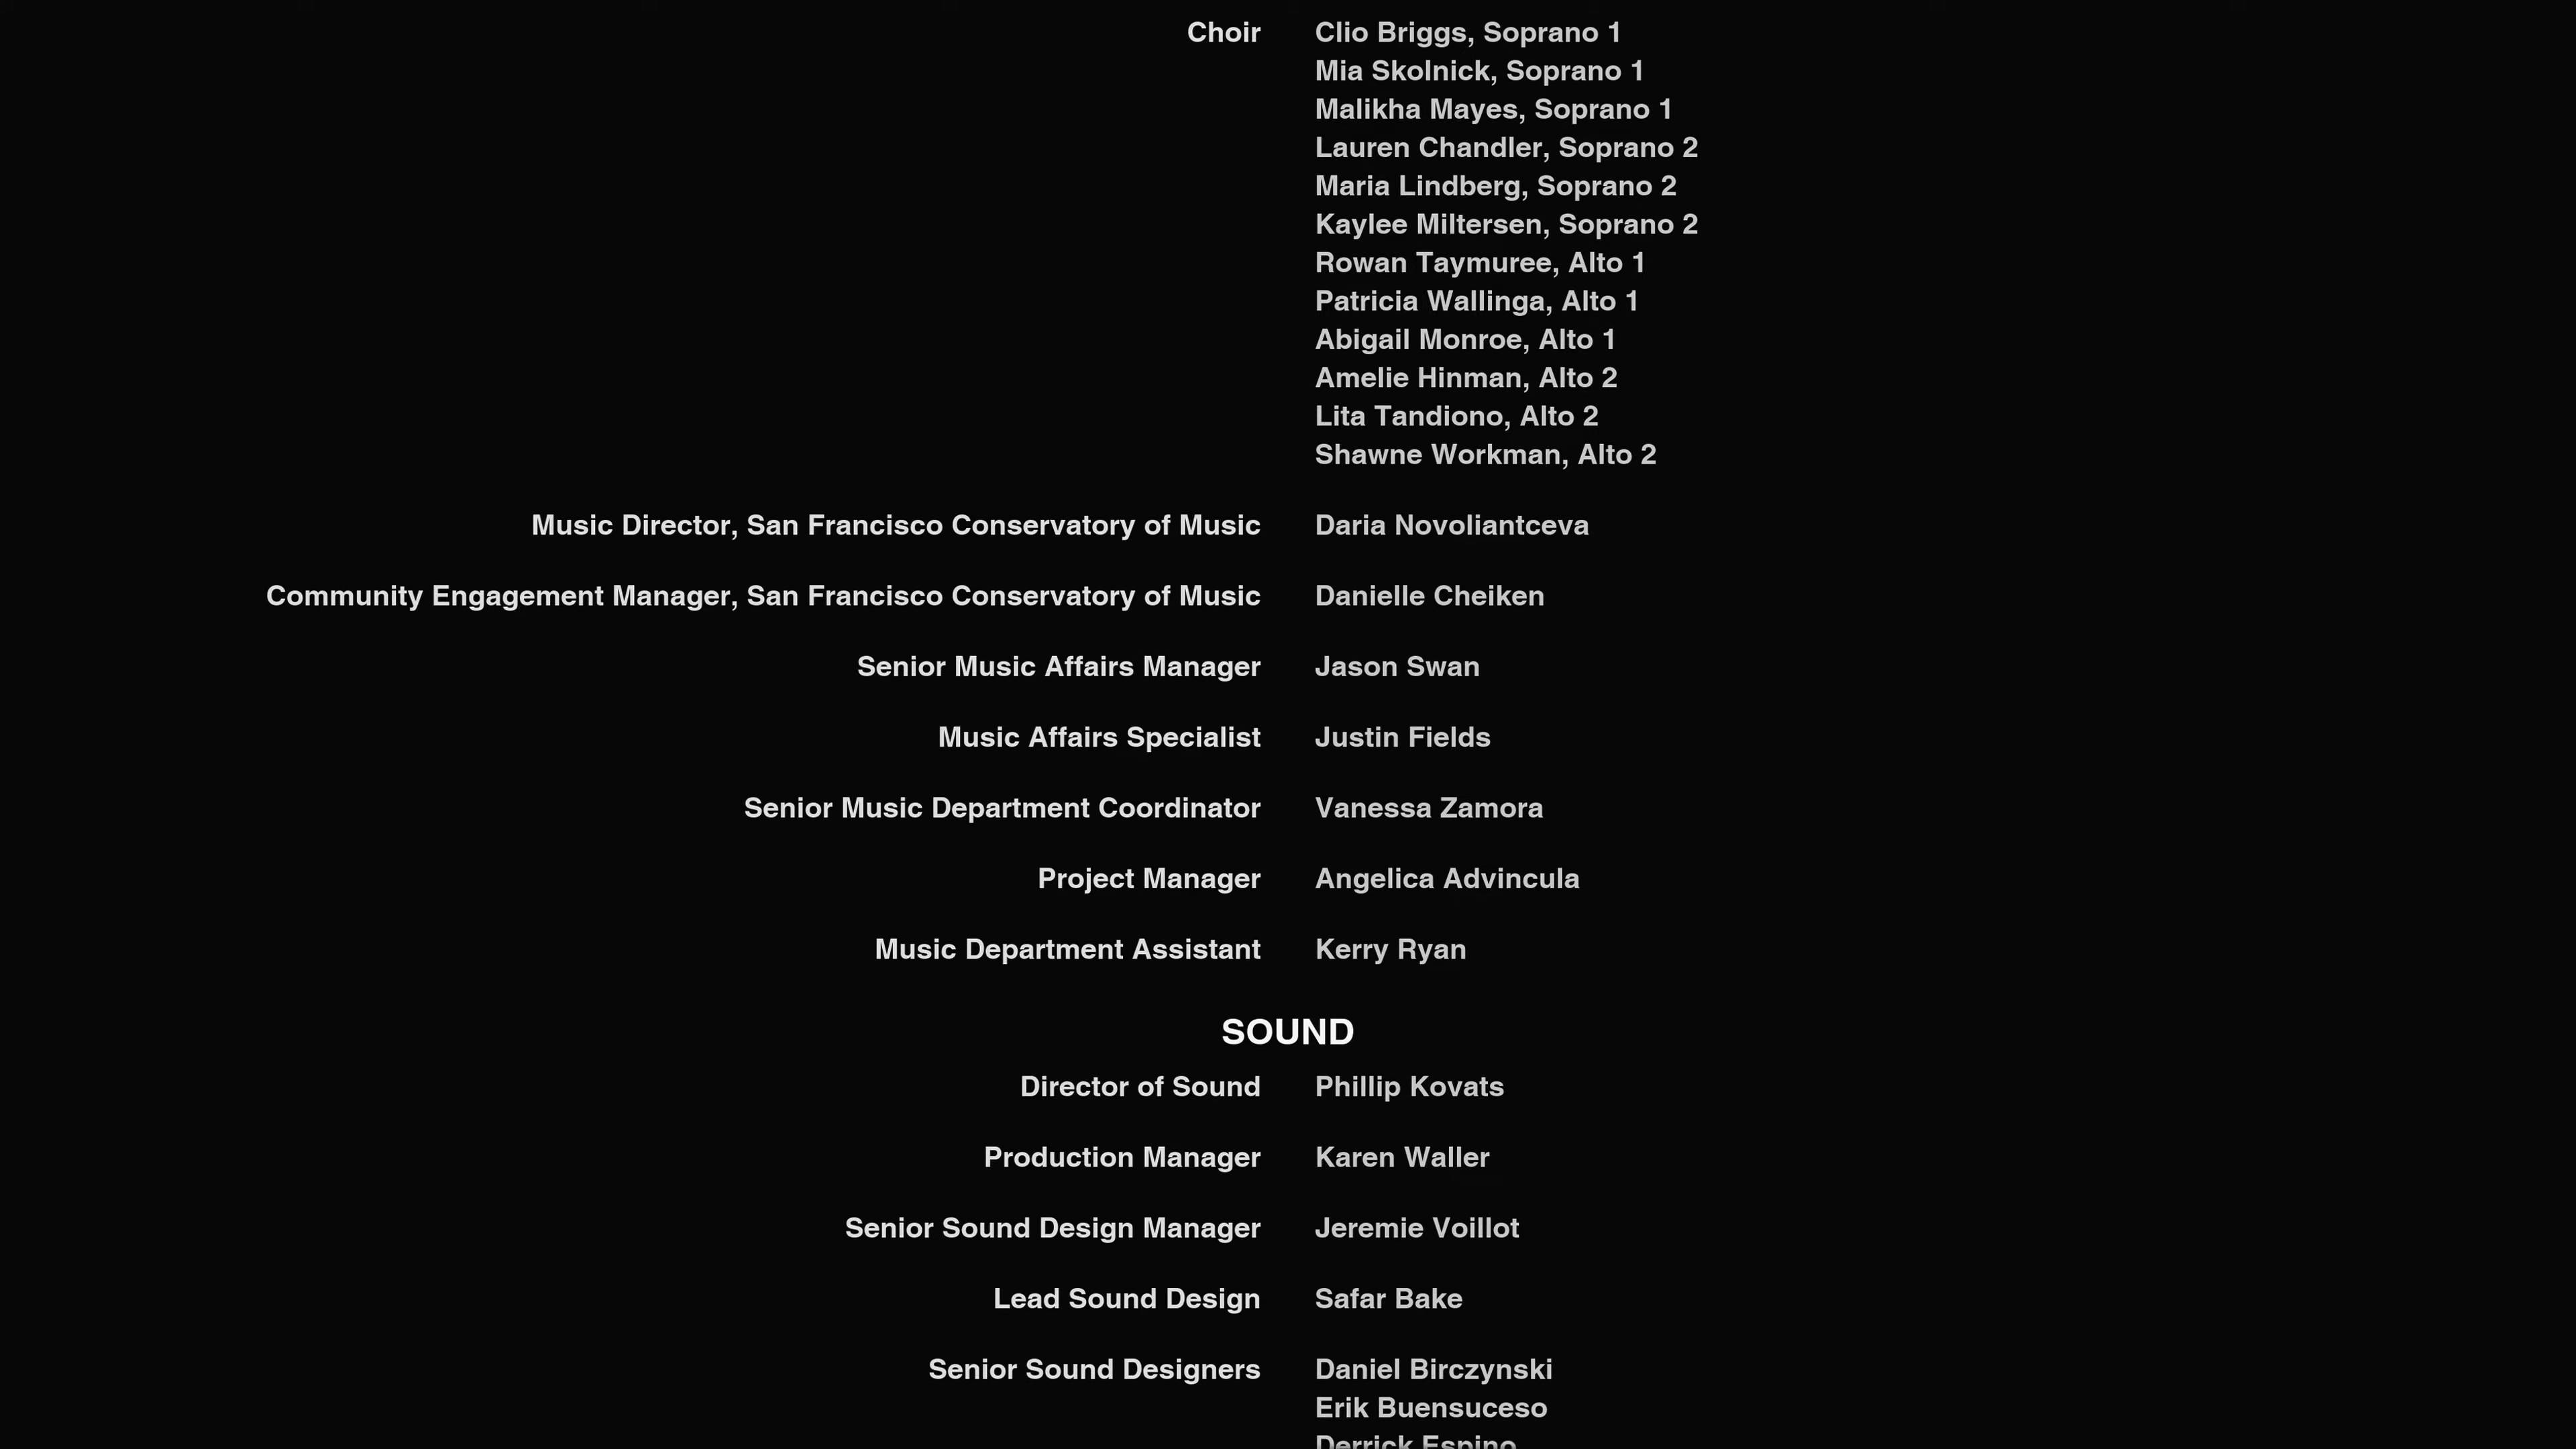 Choir Clio Briggs, Soprano 1
Mia Skolnick, Soprano 1
Malikha Mayes, Soprano 1
Lauren Chandler, Soprano 2
Maria Lindberg, Soprano 2
Kaylee Miltersen, Soprano 2
Rowan Taymuree, Alto 1
Patricia Wallinga, Alto 1
Abigail Monroe, Alto 1
Amelie Hinman, Alto 2
Lita Tandiono, Alto 2
Shawne Workman, Alto 2
Music Director, San Francisco Conservatory of Music Daria Novoliantceva
Community Engagement Manager, San Francisco Conservatory of Music Danielle Cheiken
Senior Music Affairs Manager Jason Swan
Music Affairs Specialist Justin Fields
Senior Music Department Coordinator Vanessa Zamora
Project Manager Angelica Advincula
Music Department Assistant Kerry Ryan
SOUND
Director of Sound Phillip Kovats
Production Manager Karen Waller
Senior Sound Design Manager Jeremie Voillot
Lead Sound Design Safar Bake
Senior Sound Designers Daniel Birczynski
Erik Buensuceso
Derrick Espino